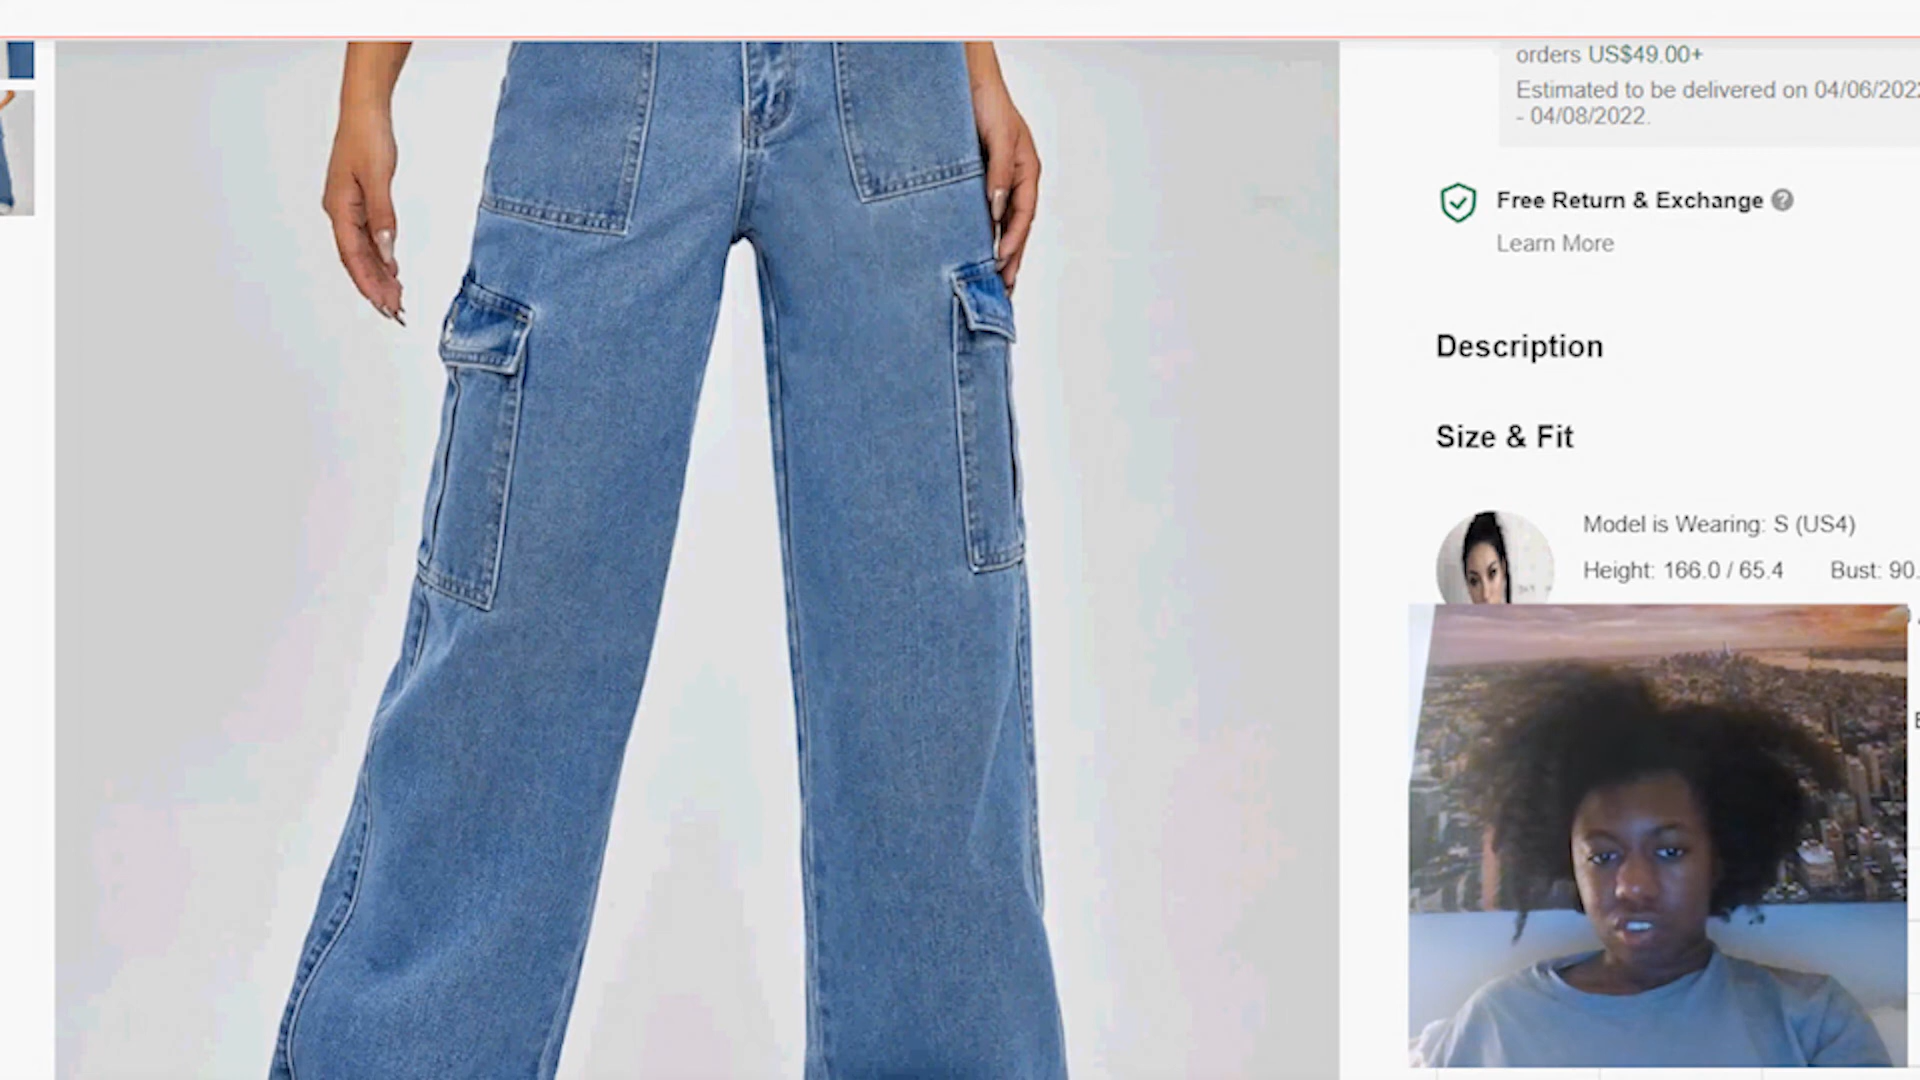 orders US$49.00+
Estimated to be delivered on 04/06/2022
- 04/08/2022.
Free Return & Exchange ?
Learn More
Description
Size & Fit
Model is Wearing: S (US4)
Height: 166.0 / 65.4 Bust: 90.